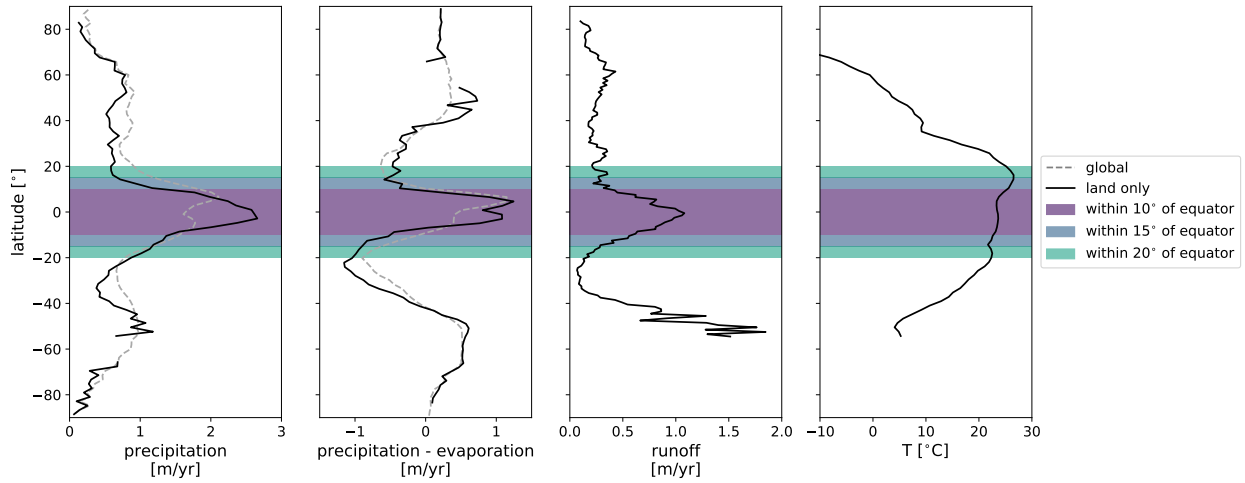 80
60
40
20
0
−20
−40
−60
−80
latitude [°]
0 1 2 3
precipitation
[m/yr]
−1 0 1
precipitation - evaporation
[m/yr]
0.0 0.5 1.0 1.5 2.0
runoff
[m/yr]
−10 0 10 20 30
T [°C]
global
land only
within 10° of equator
within 15° of equator
within 20° of equator